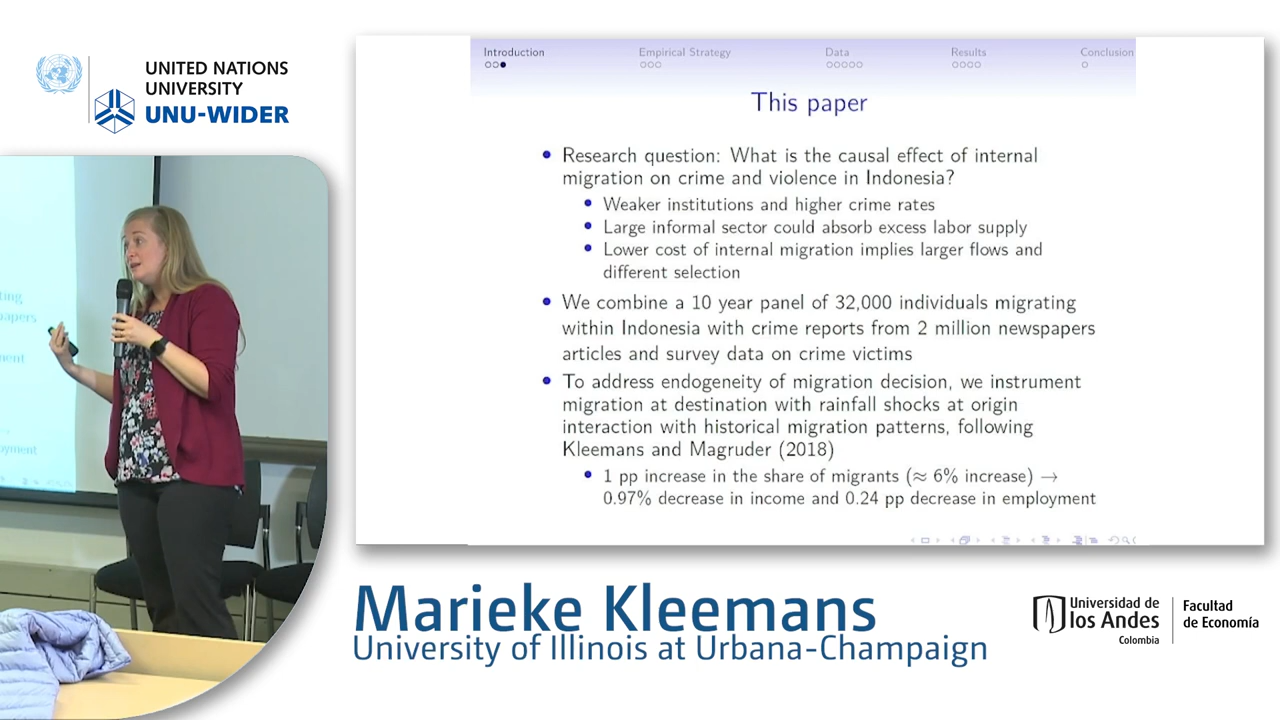 UNITED NATIONS
UNIVERSITY
UNU-WIDER
Introduction
Empirical Strategy
Data
Results
Conclusion
This paper
Research question: What is the causal effect of internal
migration on crime and violence in Indonesia?
Weaker institutions and higher crime rates
Large informal sector could absorb excess labor supply
Lower cost of internal migration implies larger flows and
different selection
We combine a 10 year panel of 32,000 individuals migrating
within Indonesia with crime reports from 2 million newspapers
articles and survey data on crime victims
To address endogeneity of migration decision, we instrument
migration at destination with rainfall shocks at origin
interaction with historical migration patterns, following
Kleemans and Magruder (2018)
1 pp increase in the share of migrants (≈ 6% increase) →
0.97% decrease in income and 0.24 pp decrease in employment
Marieke Kleemans
University of Illinois at Urbana-Champaign
Universidad de
los Andes
Colombia
Facultad
de Economía